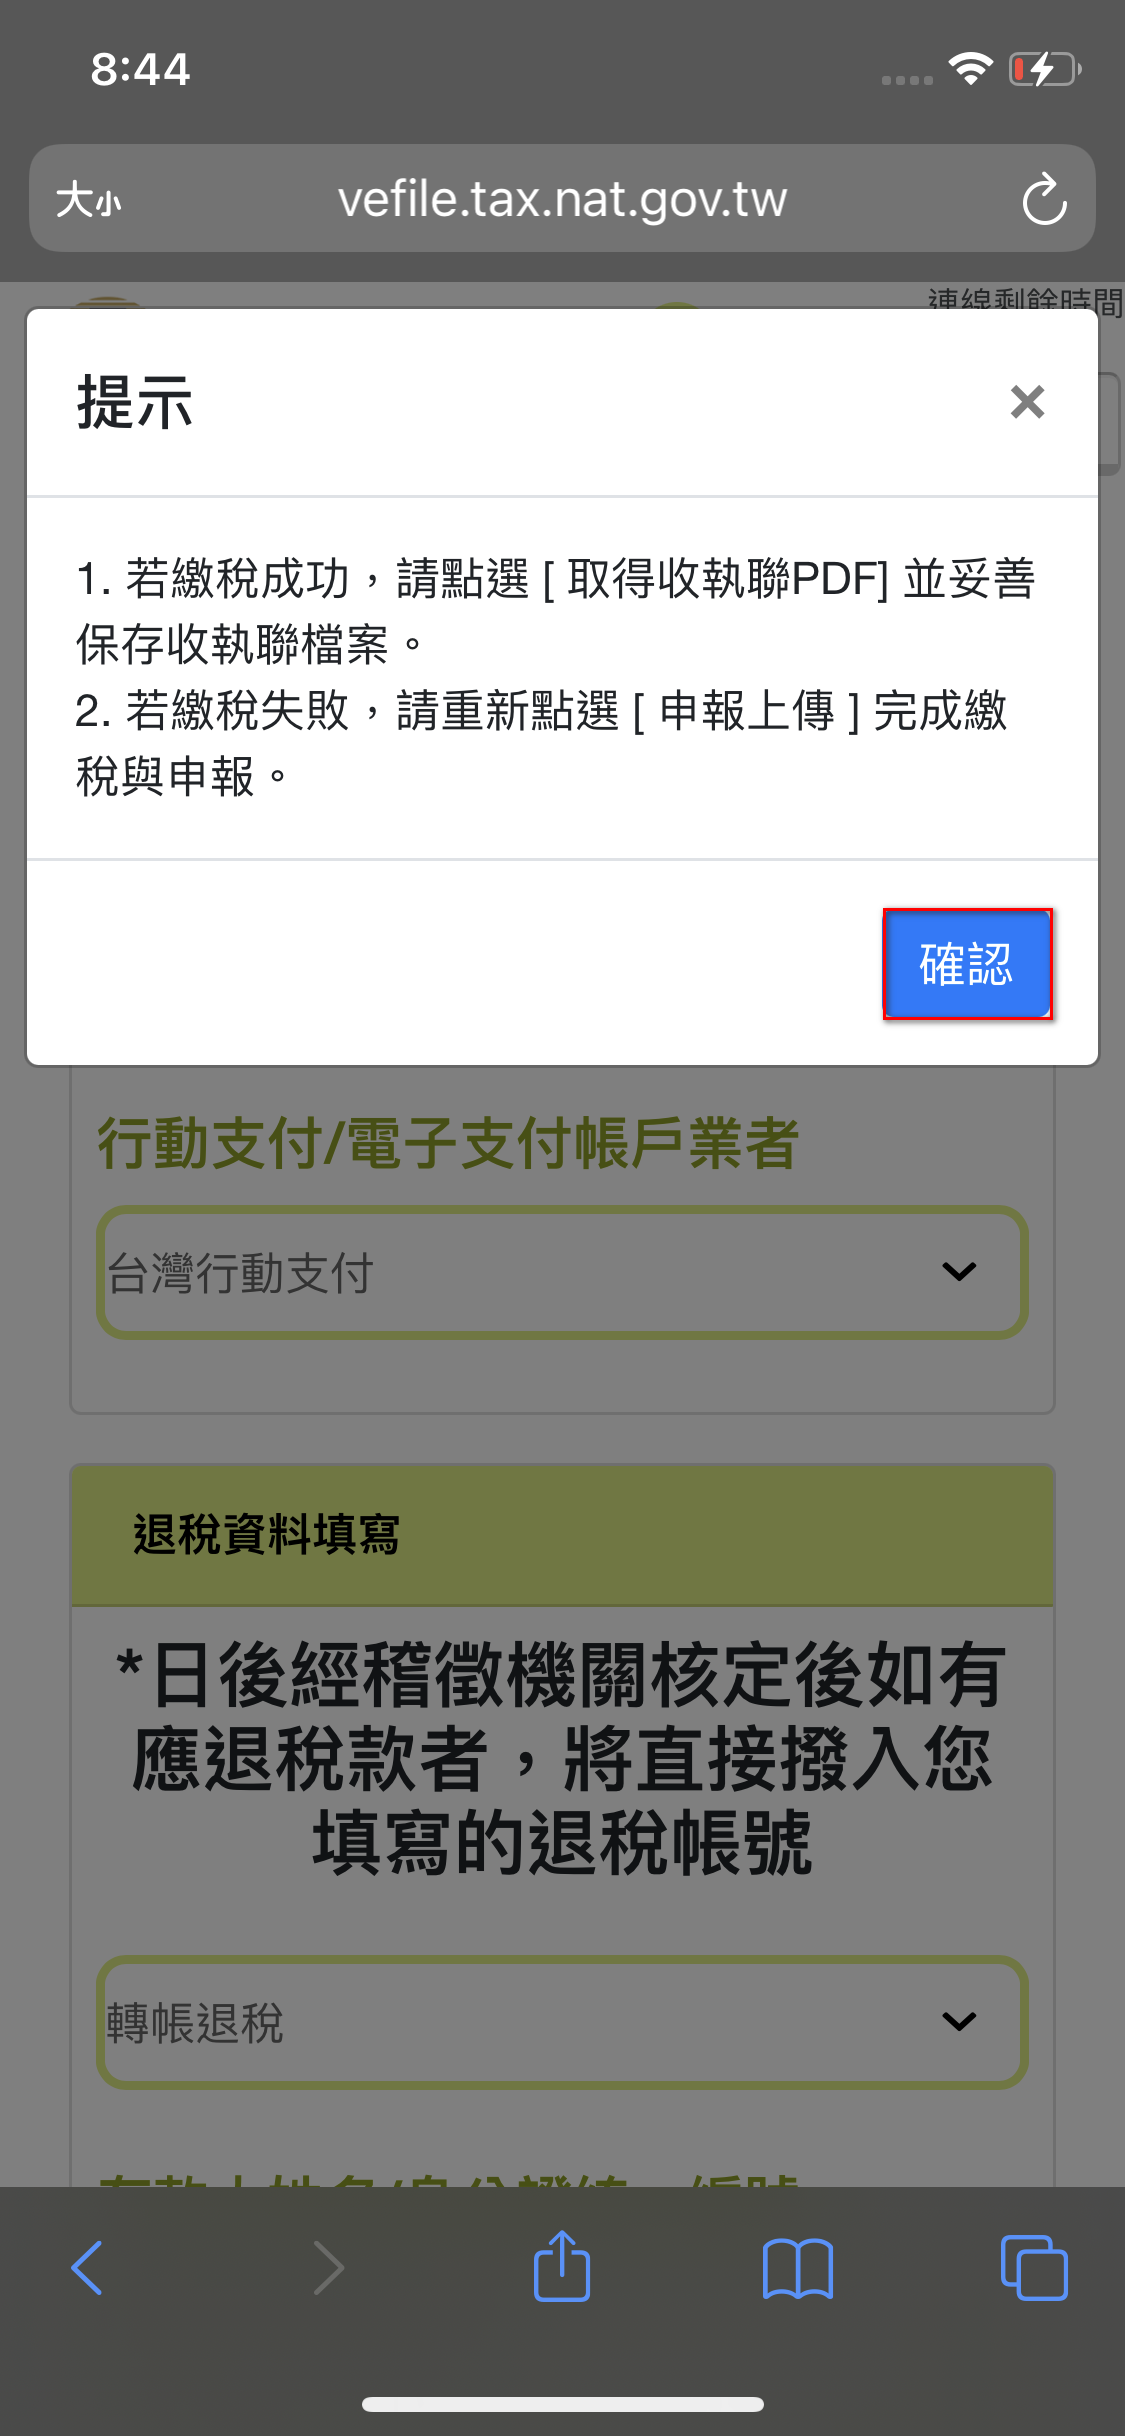 8:44
大小
vefile.tax.nat.gov.tw
連線剩餘時間
提示
×
1. 若繳稅成功，請點選 [ 取得收執聯PDF] 並妥善
保存收執聯檔案。
2. 若繳稅失敗，請重新點選 [ 申報上傳 ] 完成繳
稅與申報。
確認
行動支付/電子支付帳戶業者
台灣行動支付
退稅資料填寫
*日後經稽徵機關核定後如有
應退稅款者，將直接撥入您
填寫的退稅帳號
轉帳退稅